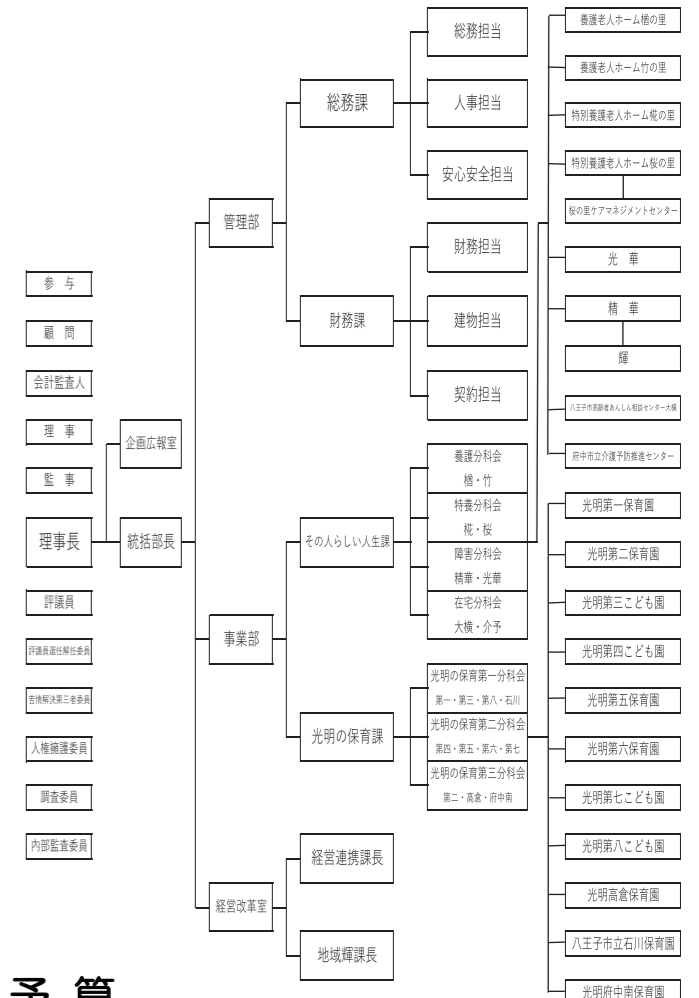 参 与
顧 問
会計監査人
理 事
監 事
理事長
評議員
評議員選任解任委員
苦情解決第三者委員
人権擁護委員
調査委員
内部監査委員
企画広報室
統括部長
管理部
事業部
経営改革室
総務課
財務課
その人らしい人生課
光明の保育課
経営連携課長
地域輝課長
総務担当
人事担当
安心安全担当
財務担当
建物担当
契約担当
養護分科会
楢・竹
特養分科会
椛・桜
障害分科会
精華・光華
在宅分科会
大横・介予
光明の保育第一分科会
第一・第三・第八・石川
光明の保育第二分科会
第四・第五・第六・第七
光明の保育第三分科会
第二・高倉・府中南
養護老人ホーム楢の里
養護老人ホーム竹の里
特別養護老人ホーム椛の里
特別養護老人ホーム桜の里
桜の里ケアマネジメントセンター
光 華
精 華
輝
八王子市高齢者あんしん相談センター大横
府中市立介護予防推進センター
光明第一保育園
光明第二保育園
光明第三こども園
光明第四こども園
光明第五保育園
光明第六保育園
光明第七こども園
光明第八こども園
光明高倉保育園
八王子市立石川保育園
光明府中南保育園
予 算